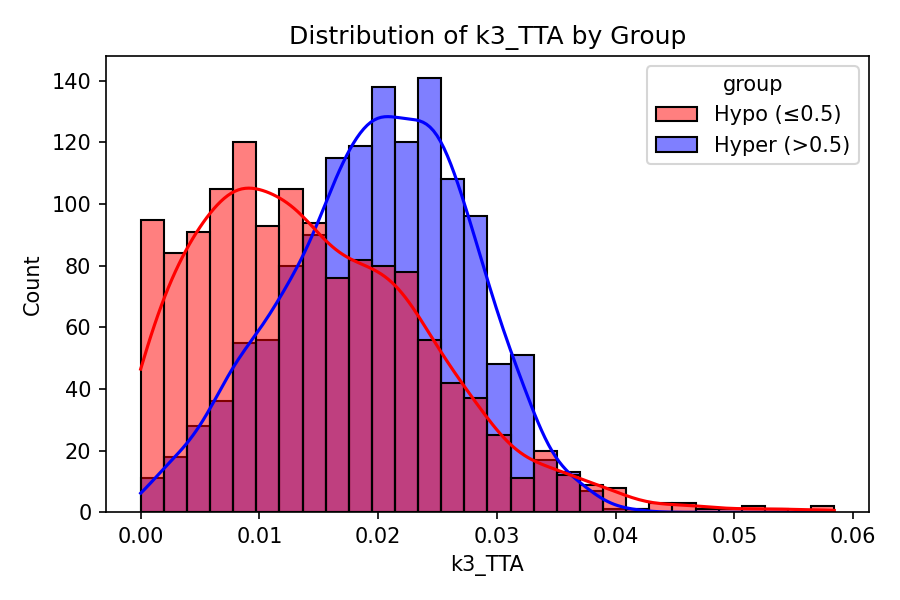 Distribution of k3_TTA by Group
group
Hypo (≤0.5)
Hyper (>0.5)
140
120
100
80
60
40
20
0
Count
0.00 0.01 0.02 0.03 0.04 0.05 0.06
k3_TTA